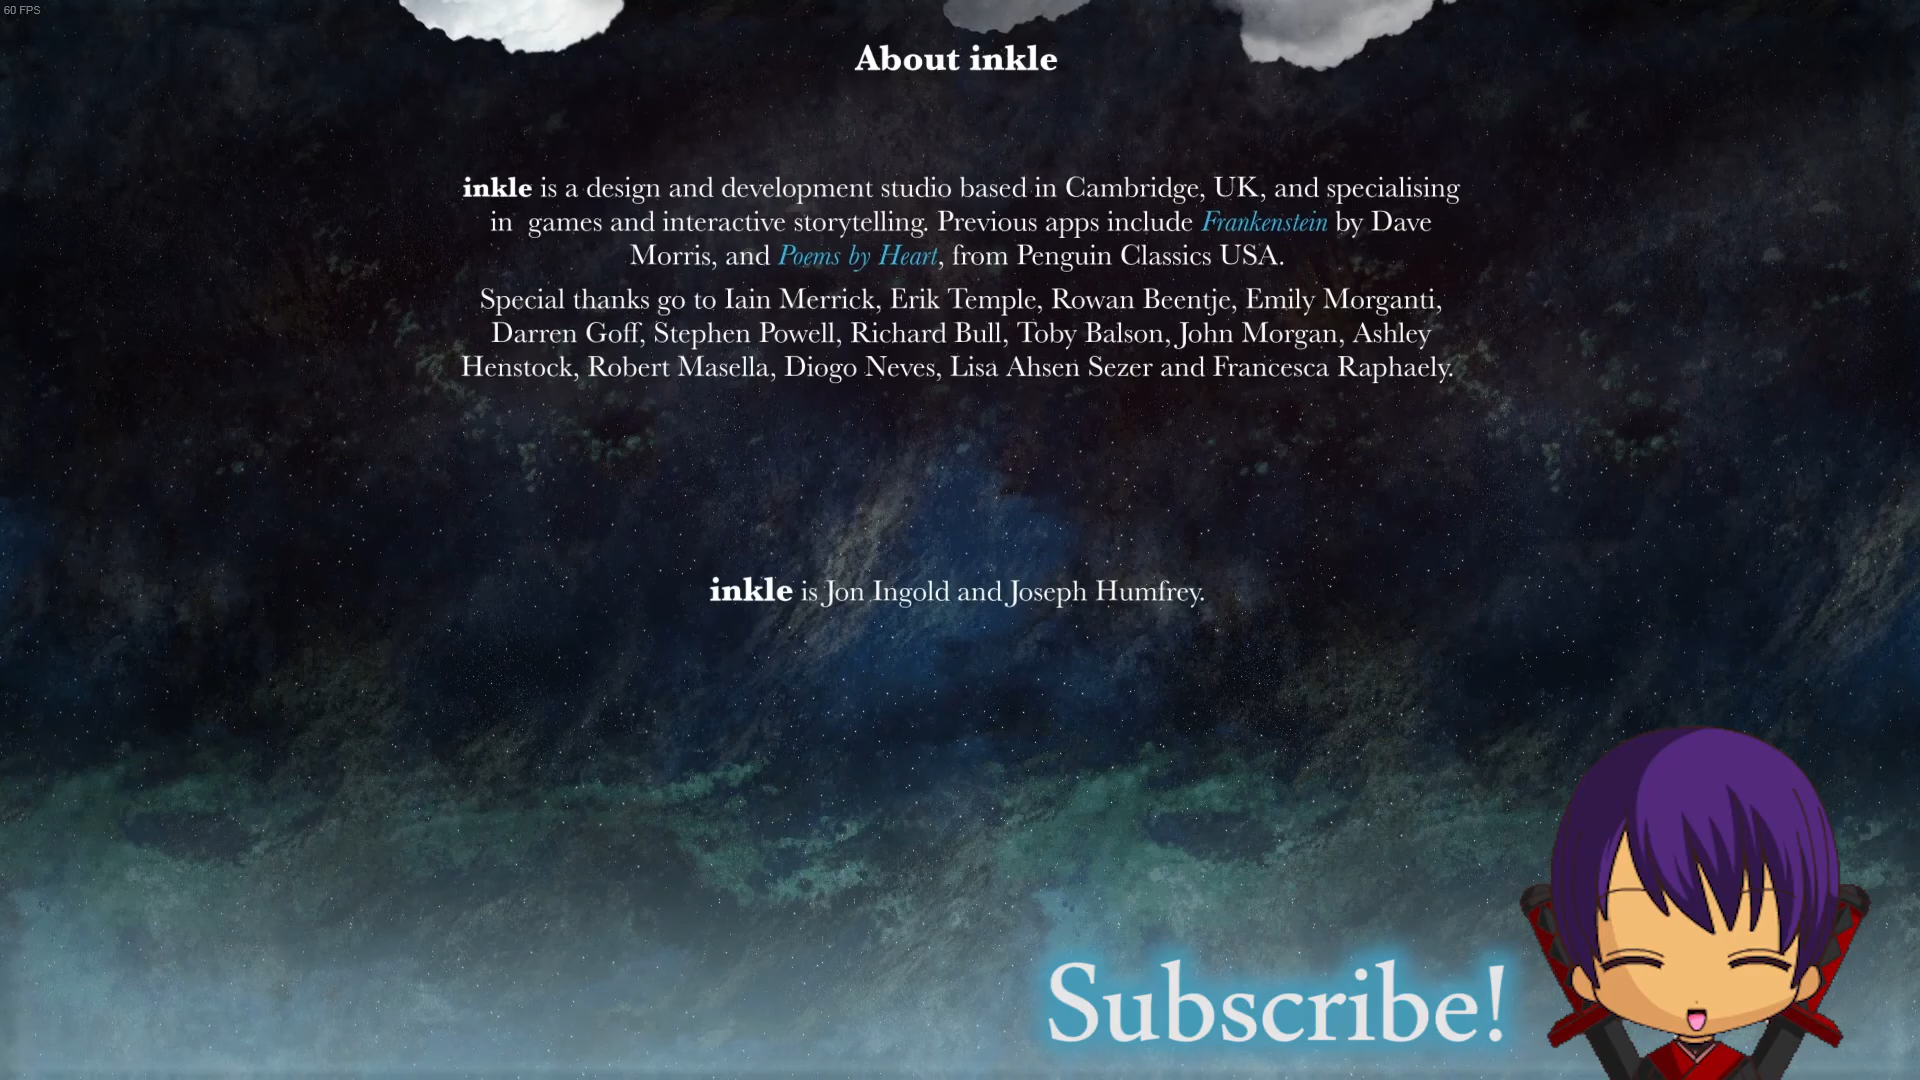 60 FPS
About inkle
inkle is a design and development studio based in Cambridge, UK, and specialising
in games and interactive storytelling. Previous apps include Frankenstein by Dave
Morris, and Poems by Heart, from Penguin Classics USA.
Special thanks go to Iain Merrick, Erik Temple, Rowan Beentje, Emily Morganti,
Darren Goff, Stephen Powell, Richard Bull, Toby Balson, John Morgan, Ashley
Henstock, Robert Masella, Diogo Neves, Lisa Ahsen Sezer and Francesca Raphaely.
inkle is Jon Ingold and Joseph Humfrey.
Subscribe!